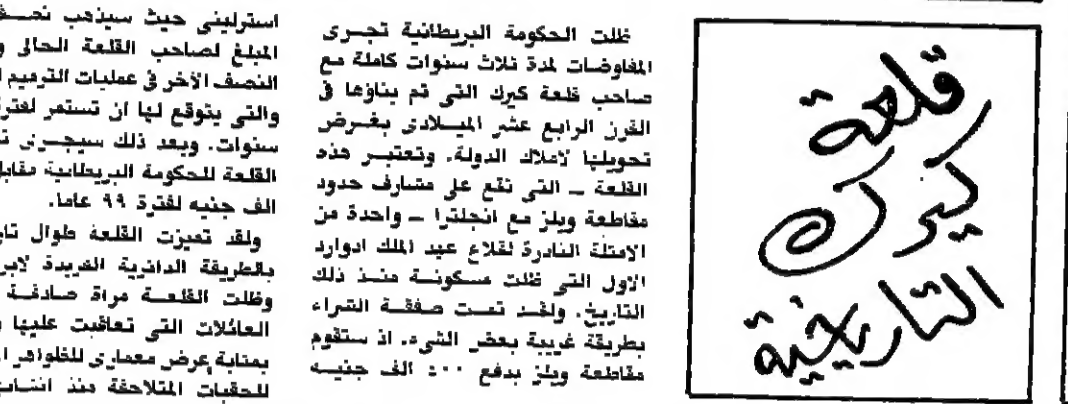 قلعة
كيرك
التاريخية
ظلت الحكومة البريطانية تجرى
المفاوضات لمدة ثلاث سنوات كاملة مع
صاحب قلعة كيرك التى تم بناؤها فى
القرن الرابع عشر الميلادى بغرض
تحويلها لأملاك الدولة. وتعتبر هذه
القلعة ـ التى تقع على مشارف حدود
مقاطعة ويلز مع انجلترا ـ واحدة من
الامثلة النادرة لقلاع عهد الملك ادوارد
الاول التى ظلت مسكونة منذ ذلك
التاريخ. ولقد تمت صفقة الشراء
بطريقة غريبة بعض الشىء. اذ ستقوم
مقاطعة ويلز بدفع ٤٠٠ الف جنيه
استرلينى حيث سيذهب نصف
المبلغ لصاحب القلعة الحالى و
النصف الآخر فى عمليات الترميم
والتى يتوقع لها ان تستمر لفترة
سنوات. وبعد ذلك سيجرى
القلعة للحكومة البريطانية مقابل
الف جنيه لفترة ٩٩ عاما.
ولقد تميزت القلعة طوال
بالطريقة الدائرية الفريدة
وظلت القلعة مرآة صادقة
العائلات التى تعاقبت عليها
بمثابة عرض معمارى للظواهر
للحقبات المتلاحقة منذ